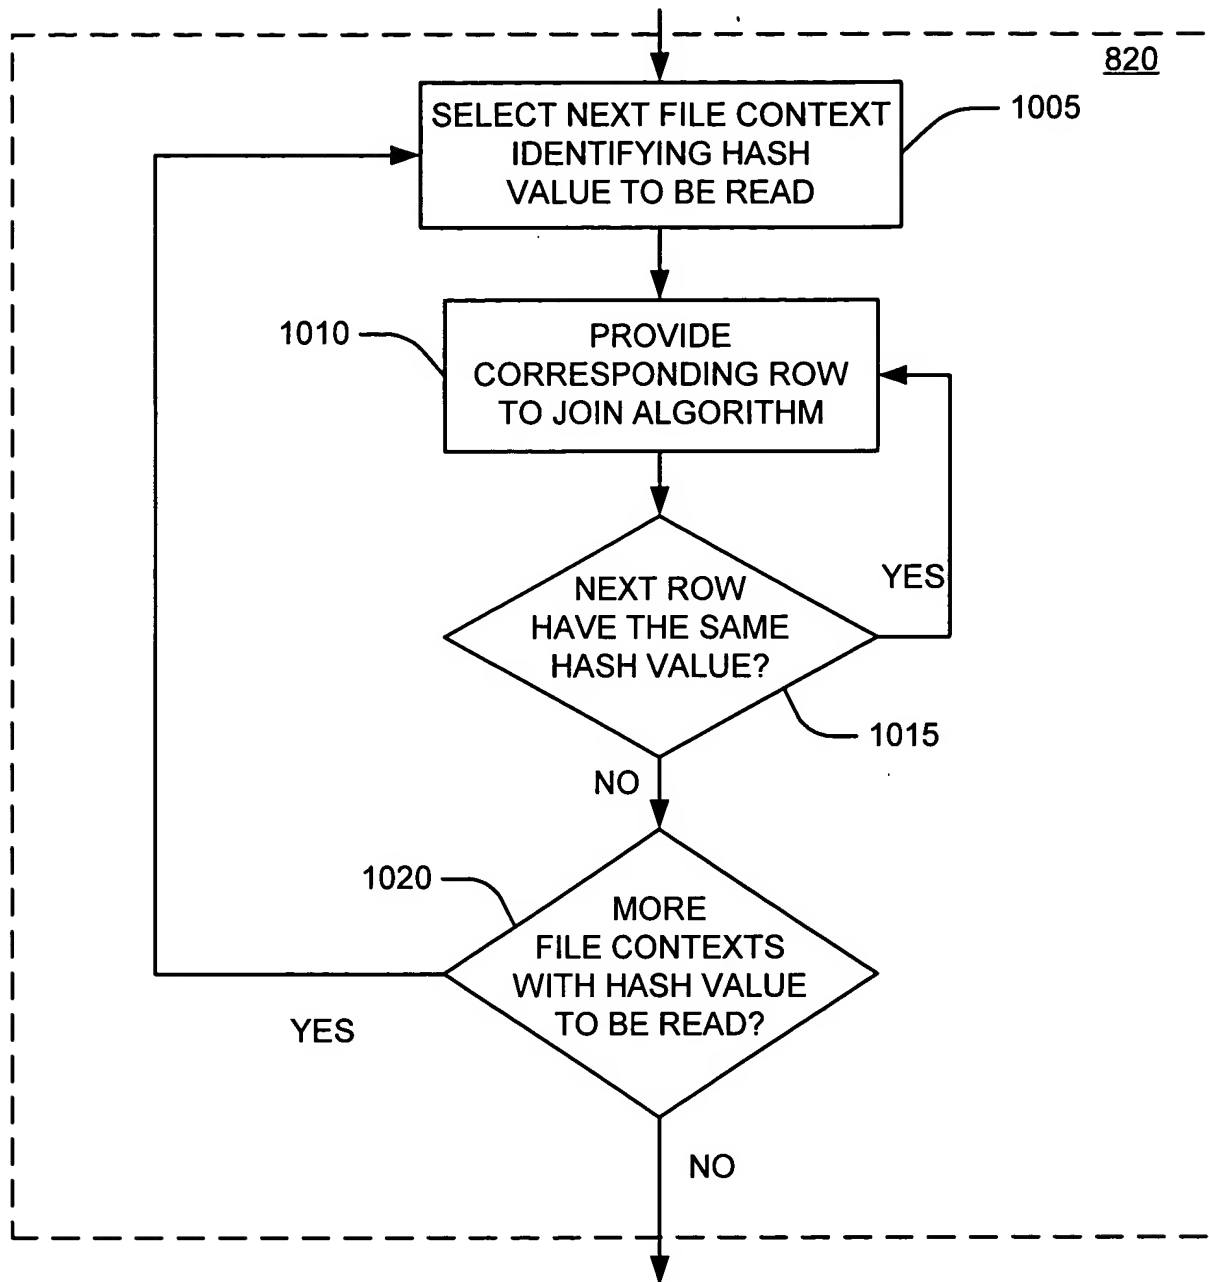 820
SELECT NEXT FILE CONTEXT
IDENTIFYING HASH
VALUE TO BE READ
1005
1010
PROVIDE
CORRESPONDING ROW
TO JOIN ALGORITHM
NEXT ROW
HAVE THE SAME
HASH VALUE?
YES
1015
NO
1020
MORE
FILE CONTEXTS
WITH HASH VALUE
TO BE READ?
YES
NO